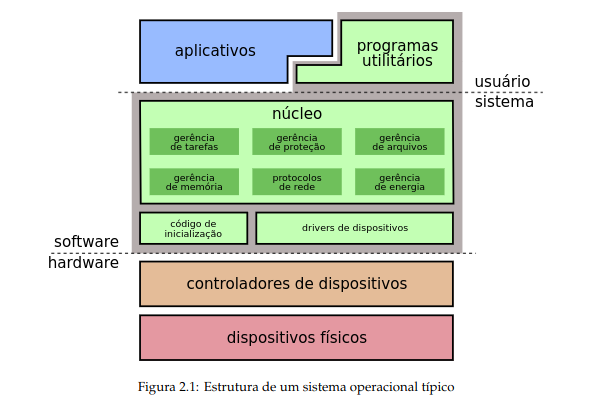 aplicativos
programas
utilitários
usuário
sistema
núcleo
gerência
de tarefas
gerência
de proteção
gerência
de arquivos
gerência
de memória
protocolos
de rede
gerência
de energia
código de
inicialização
drivers de dispositivos
software
hardware
controladores de dispositivos
dispositivos físicos
Figura 2.1: Estrutura de um sistema operacional típico